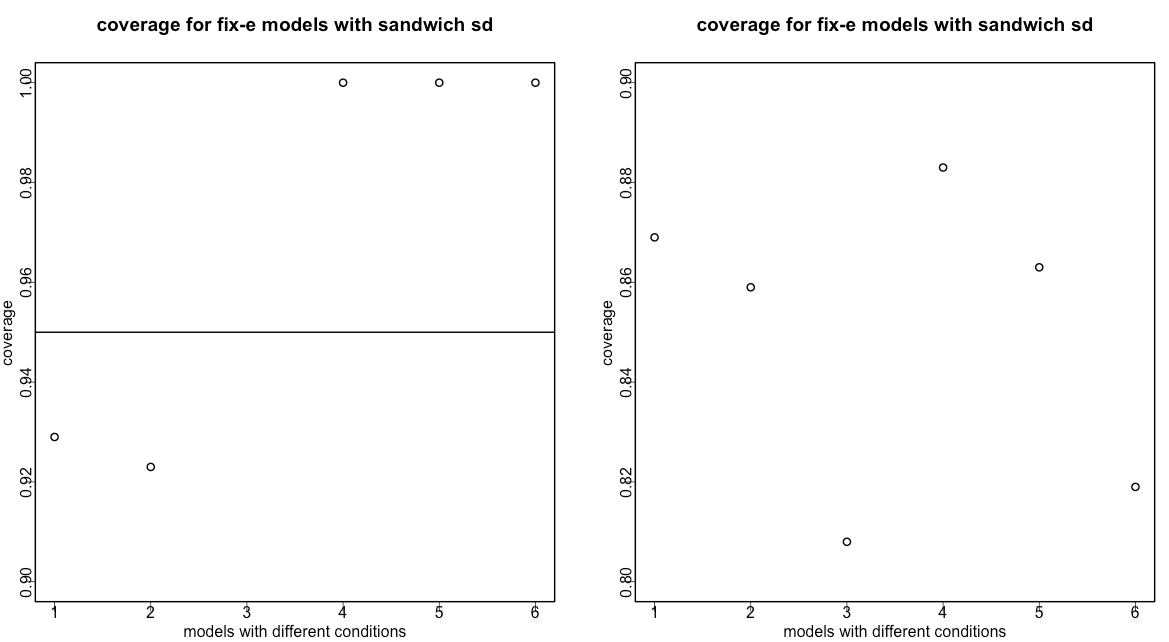 coverage for fix-e models with sandwich sd
coverage
1.00
0.98
0.96
0.94
0.92
0.90
1 2 3 4 5 6
models with different conditions
coverage for fix-e models with sandwich sd
coverage
0.90
0.88
0.86
0.84
0.82
0.80
1 2 3 4 5 6
models with different conditions